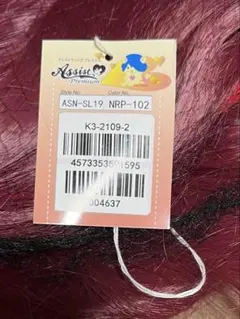 Assist
Premium
Style No.
Color No.
ASN-SL19 NRP-102
K3-2109-2
004637